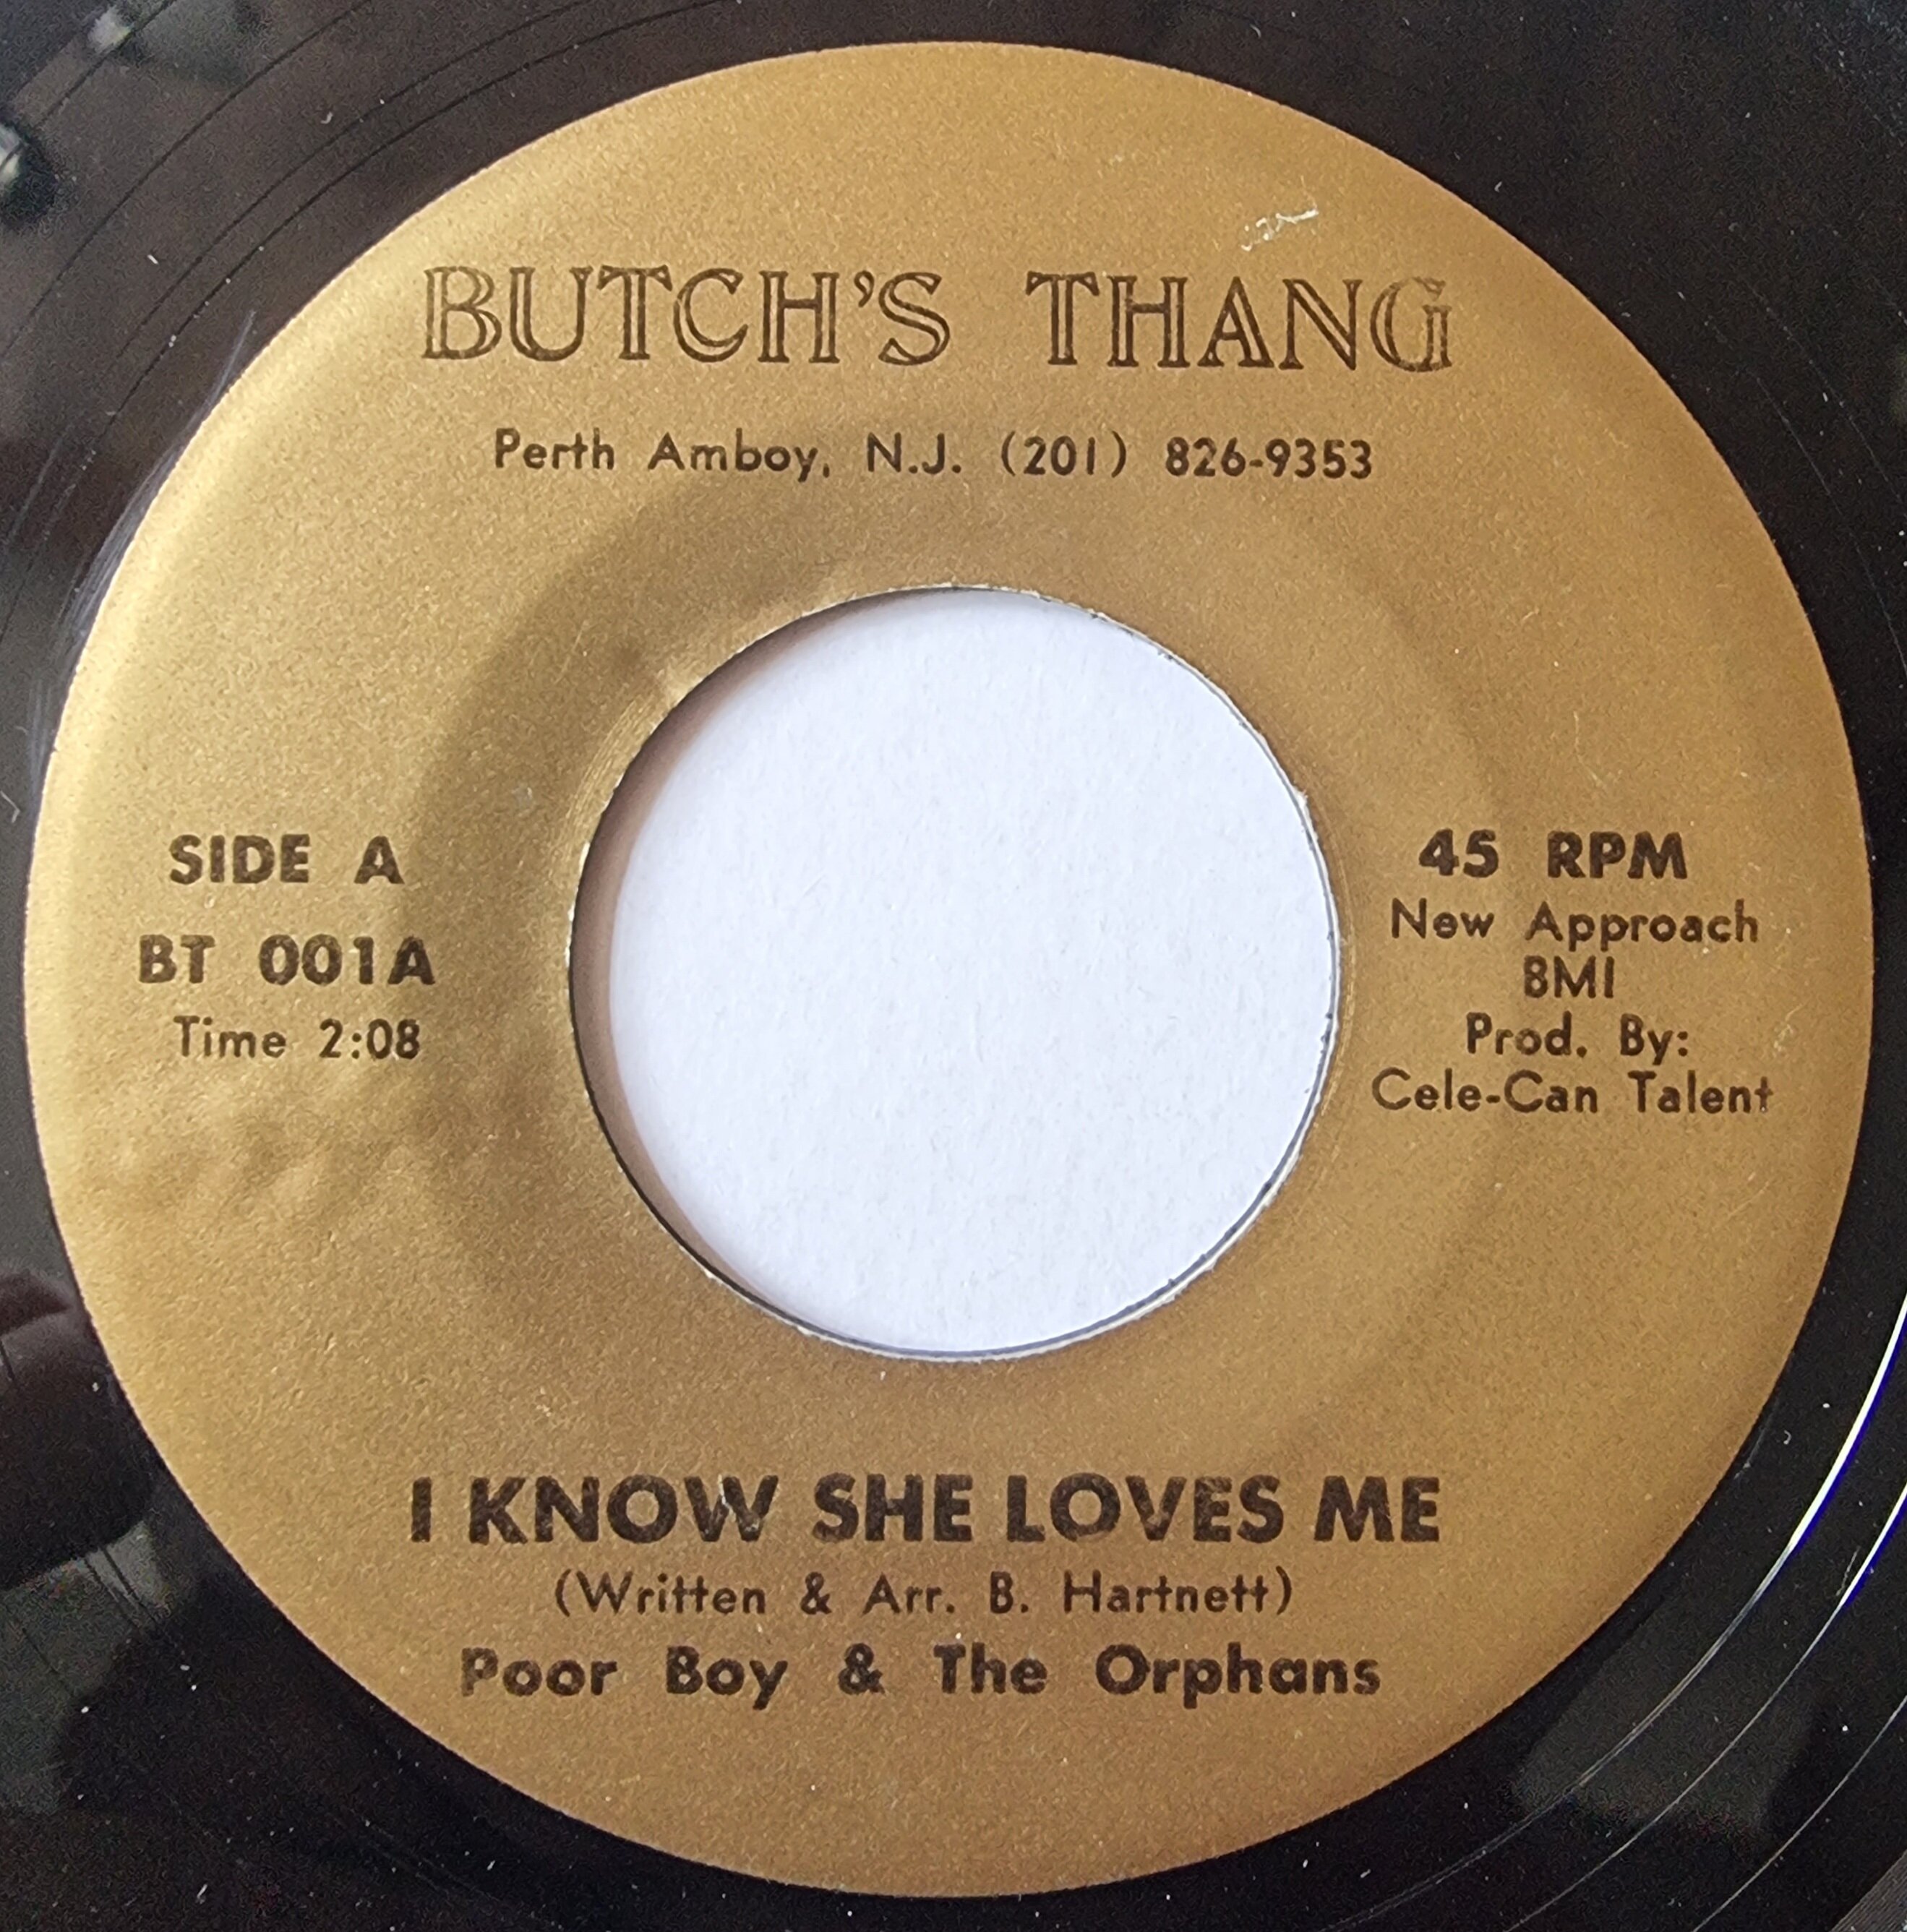 BUTCH'S THANG
Perth Amboy, N.J. (201) 826-9353
SIDE A
BT 001A
Time 2:08
45 RPM
New Approach
BMI
Prod. By:
Cele-Can Talent
I KNOW SHE LOVES ME
(Written & Arr. B. Hartnett)
Poor Boy & The Orphans